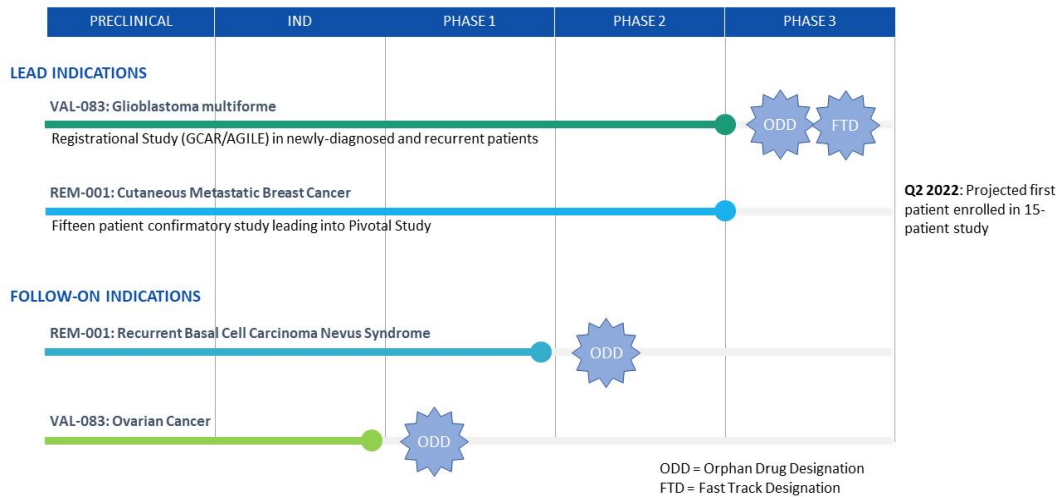 PRECLINICAL IND PHASE 1 PHASE 2 PHASE 3
LEAD INDICATIONS
VAL-083: Glioblastoma multiforme
ODD FTD
Registrational Study (GCAR/AGILE) in newly-diagnosed and recurrent patients
REM-001: Cutaneous Metastatic Breast Cancer
Fifteen patient confirmatory study leading into Pivotal Study
Q2 2022: Projected first
patient enrolled in 15-
patient study
FOLLOW-ON INDICATIONS
REM-001: Recurrent Basal Cell Carcinoma Nevus Syndrome
ODD
VAL-083: Ovarian Cancer
ODD
ODD = Orphan Drug Designation
FTD = Fast Track Designation